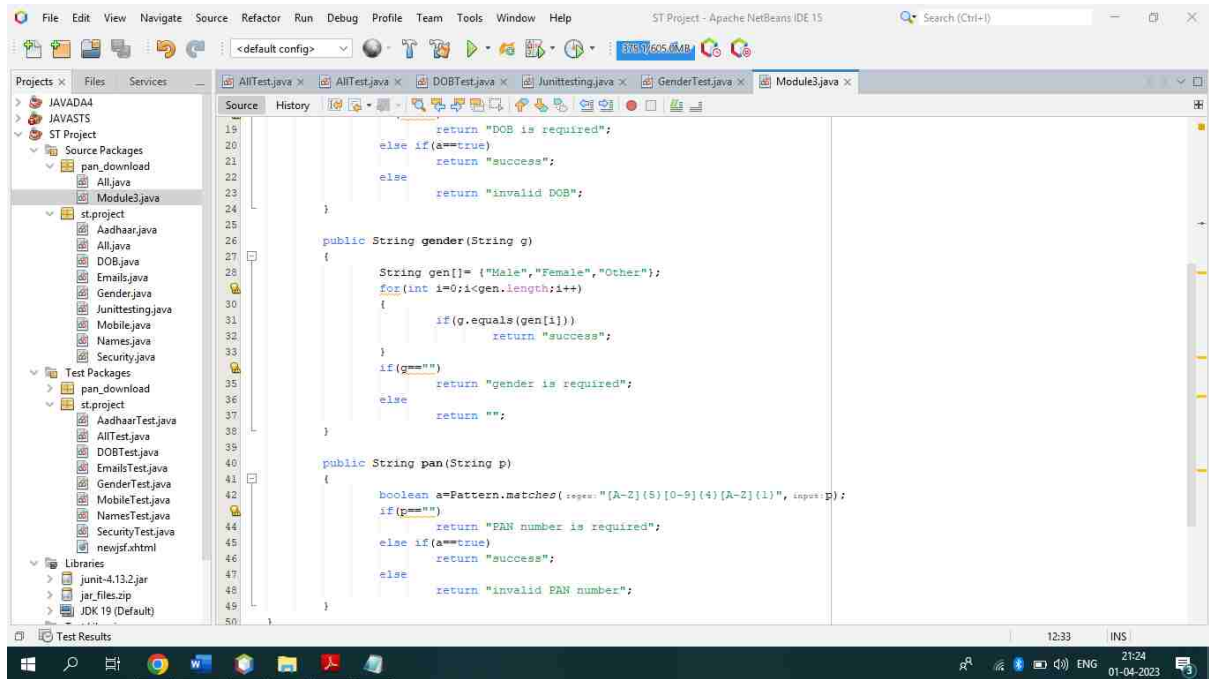 File Edit View Navigate Source Refactor Run Debug Profile Team Tools Window Help ST Project - Apache NetBeans IDE 15 Search (Ctrl+I)
<default config>
Projects Files Services
AllTest.java AllTest.java DOBTest.java Junittesting.java GenderTest.java Module3.java
Source History
JAVADA4
JAVASTS
ST Project
Source Packages
pan_download
All.java
Module3.java
st.project
Aadhaar.java
All.java
DOB.java
Emails.java
Gender.java
Junittesting.java
Mobile.java
Names.java
Security.java
Test Packages
pan_download
st.project
AadhaarTest.java
AllTest.java
DOBTest.java
EmailsTest.java
GenderTest.java
MobileTest.java
NamesTest.java
SecurityTest.java
newjsf.xhtml
Libraries
junit-4.13.2.jar
jar_files.zip
JDK 19 (Default)
19 return "DOB is required";
20 else if(a==true)
21 return "success";
22 else
23 return "invalid DOB";
24 }
25
26 public String gender(String g)
27 {
28 String gen[]= {"Male","Female","Other"};
for(int i=0;i<gen.length;i++)
30 {
31 if(g.equals(gen[i]))
32 return "success";
33 }
if(g=="")
35 return "gender is required";
36 else
37 return "";
38 }
39
40 public String pan(String p)
41 {
42 boolean a=Pattern.matches( regex: "[A-Z]{5}[0-9]{4}[A-Z]{1}", input: p);
if(p=="")
44 return "PAN number is required";
45 else if(a==true)
46 return "success";
47 else
48 return "invalid PAN number";
49 }
50 }
Test Results
12:33 INS
ENG
21:24
01-04-2023